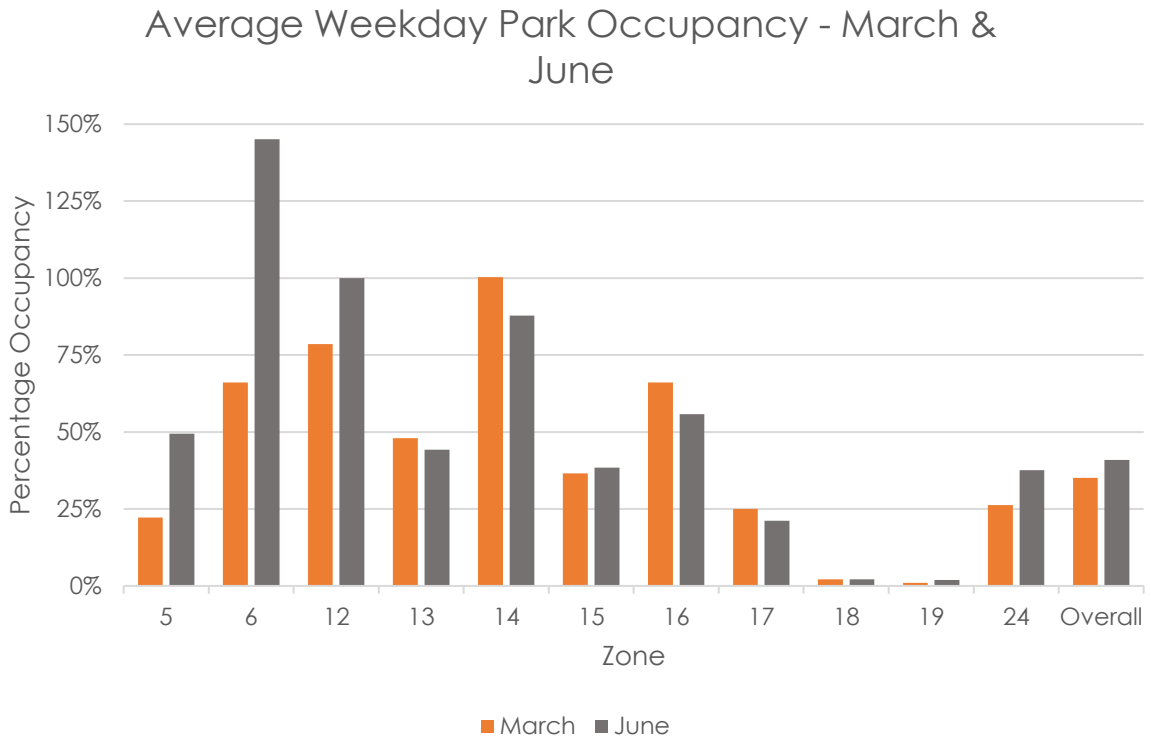 Average Weekday Park Occupancy - March &
June
150%
125%
100%
75%
50%
25%
0%
Percentage Occupancy
5 6 12 13 14 15 16 17 18 19 24 Overall
Zone
March June